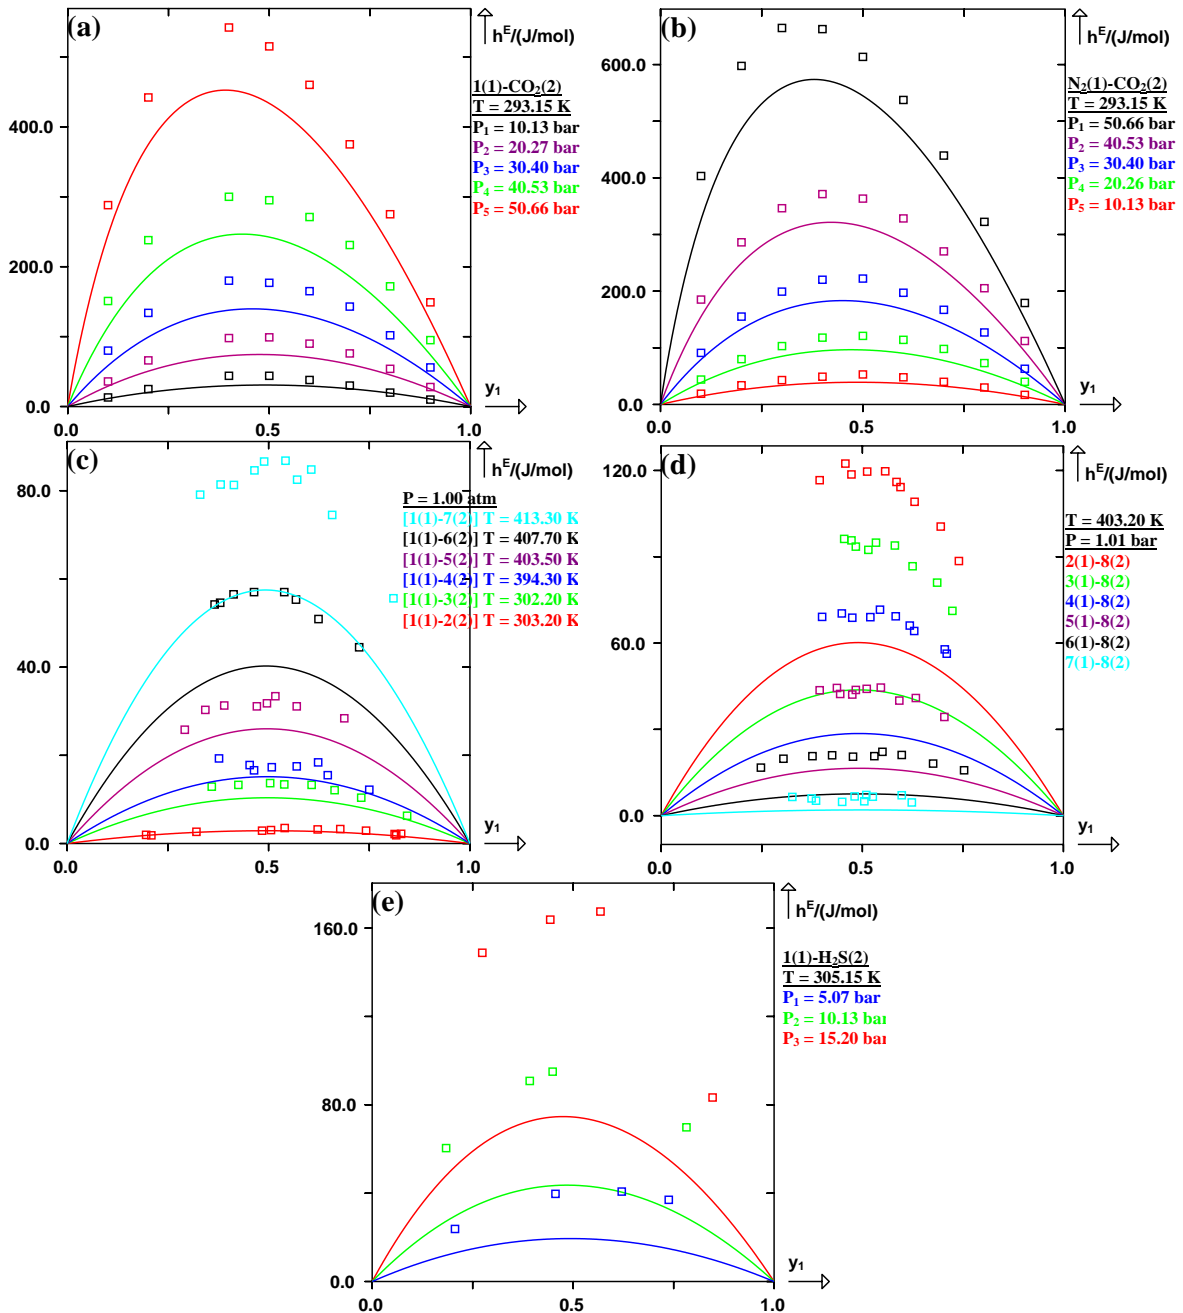 (a)
hᴱ/(J/mol)
1(1)-CO₂(2)
T = 293.15 K
P₁ = 10.13 bar
P₂ = 20.27 bar
P₃ = 30.40 bar
P₄ = 40.53 bar
P₅ = 50.66 bar
400.0
200.0
0.0
y₁
0.0 0.5 1.0
(b)
hᴱ/(J/mol)
N₂(1)-CO₂(2)
T = 293.15 K
P₁ = 50.66 bar
P₂ = 40.53 bar
P₃ = 30.40 bar
P₄ = 20.26 bar
P₅ = 10.13 bar
600.0
400.0
200.0
0.0
y₁
0.0 0.5 1.0
(c)
hᴱ/(J/mol)
P = 1.00 atm
[1(1)-7(2)] T = 413.30 K
[1(1)-6(2)] T = 407.70 K
[1(1)-5(2)] T = 403.50 K
[1(1)-4(2)] T = 394.30 K
[1(1)-3(2)] T = 302.20 K
[1(1)-2(2)] T = 303.20 K
80.0
40.0
0.0
y₁
0.0 0.5 1.0
(d)
hᴱ/(J/mol)
T = 403.20 K
P = 1.01 bar
2(1)-8(2)
3(1)-8(2)
4(1)-8(2)
5(1)-8(2)
6(1)-8(2)
7(1)-8(2)
120.0
60.0
0.0
y₁
0.0 0.5 1.0
(e)
hᴱ/(J/mol)
1(1)-H₂S(2)
T = 305.15 K
P₁ = 5.07 bar
P₂ = 10.13 bar
P₃ = 15.20 bar
160.0
80.0
0.0
y₁
0.0 0.5 1.0